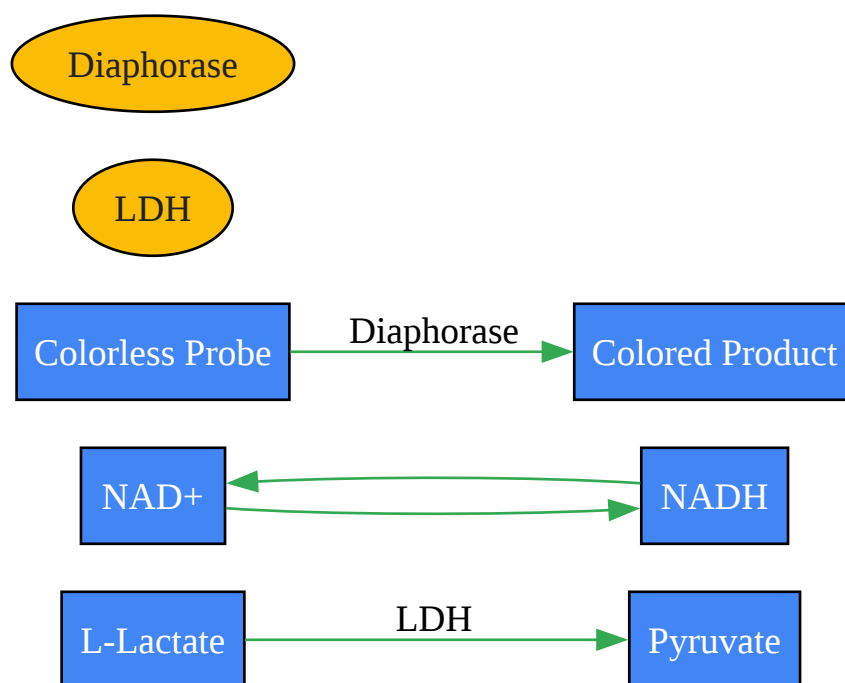 Diaphorase
LDH
Colorless Probe
Diaphorase
Colored Product
NAD+
NADH
L-Lactate
LDH
Pyruvate